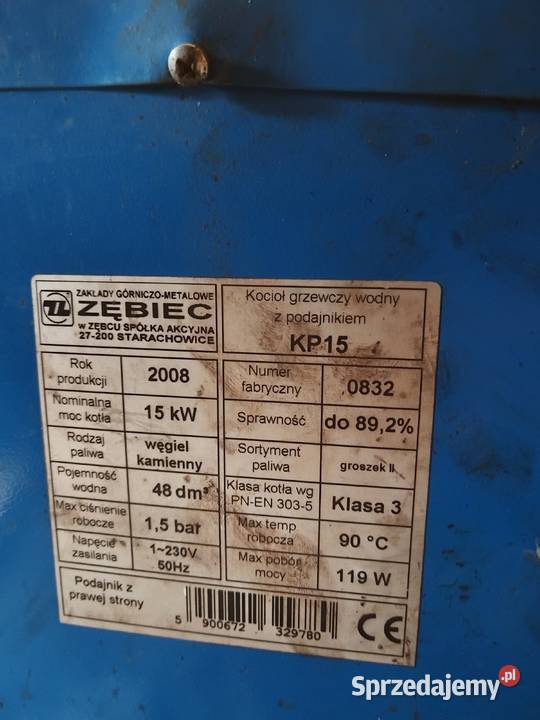 ZAKŁADY GÓRNICZO-METALOWE
ZĘBIEC
w ZĘBCU SPÓŁKA AKCYJNA
27-200 STARACHOWICE
Kocioł grzewczy wodny
z podajnikiem
KP15
Rok
produkcji
2008
Numer
fabryczny
0832
Nominalna
moc kotła
15 kW
Sprawność
do 89,2%
Rodzaj
paliwa
węgiel
kamienny
Sortyment
paliwa
groszek II
Pojemność
wodna
48 dm³
Klasa kotła wg
PN-EN 303-5
Klasa 3
Max ciśnienie
robocze
1,5 bar
Max temp
robocza
90 °C
Napięcie
zasilania
1~230V
50Hz
Max pobór
mocy
119 W
Podajnik z
prawej strony
5 900672 329780
CE
Sprzedajemy.pl